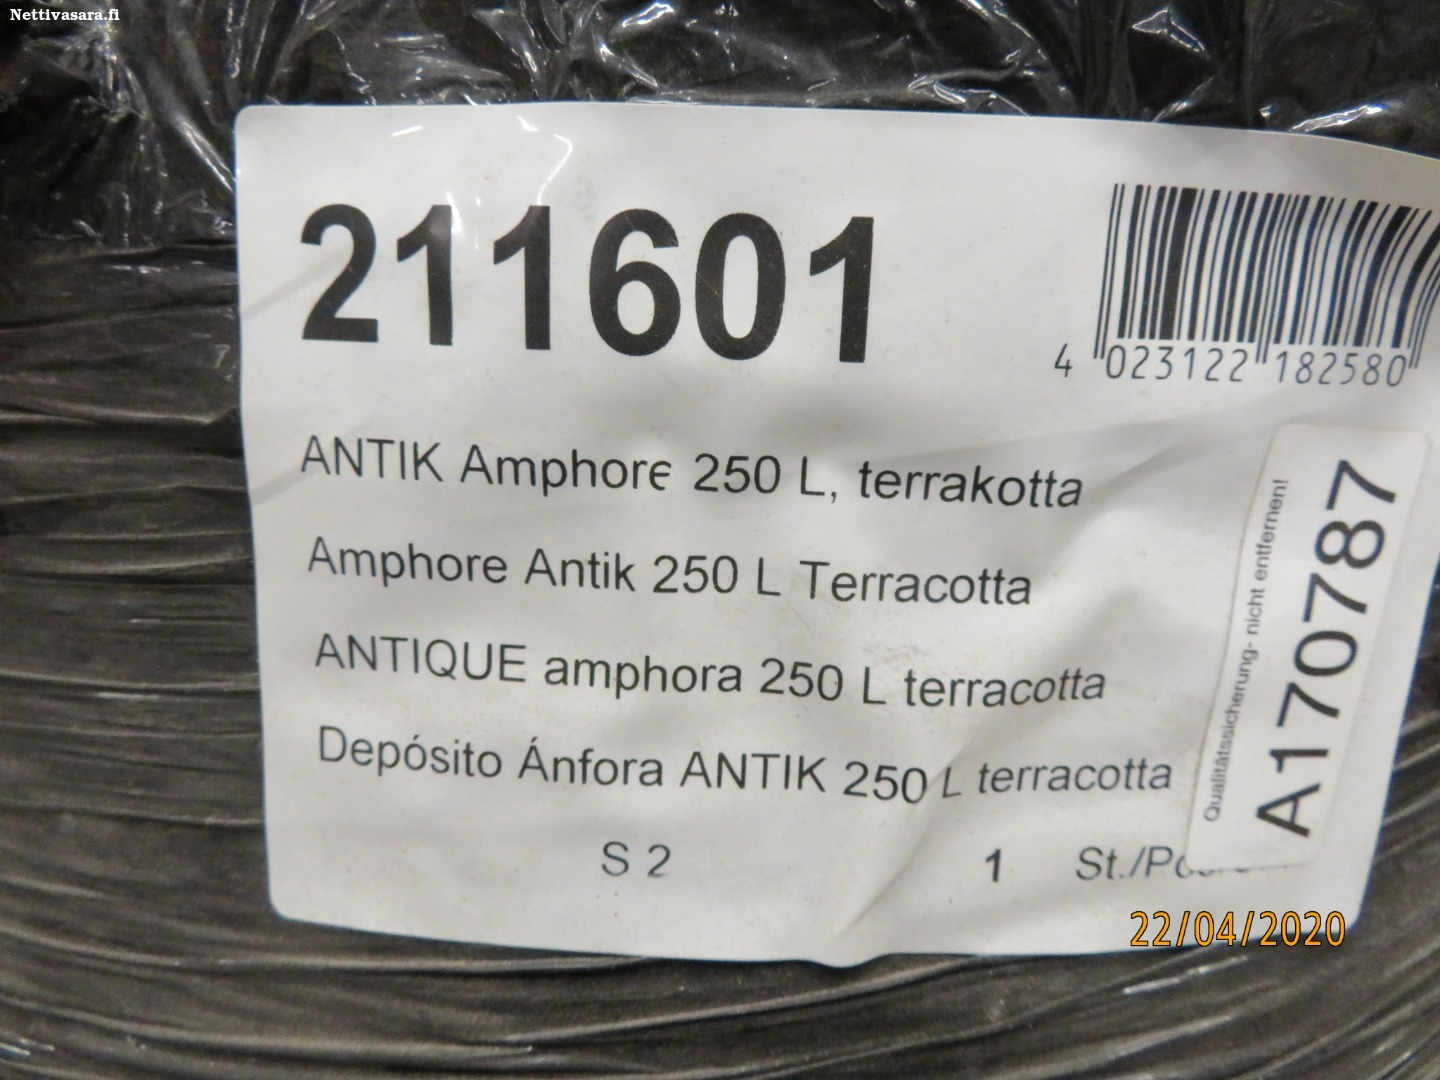 Nettivasara.fi
211601
4 023122 182580
ANTIK Amphore 250 L, terrakotta
Amphore Antik 250 L Terracotta
ANTIQUE amphora 250 L terracotta
Depósito Ánfora ANTIK 250 L terracotta
S 2 1
Qualitätssicherung- nicht entfernen!
A170787
22/04/2020